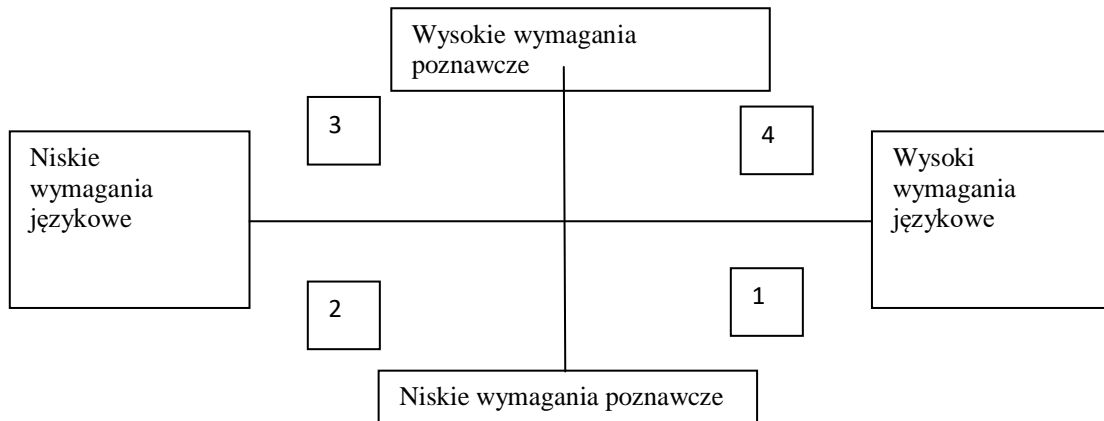 Wysokie wymagania
poznawcze
3
4
Niskie
wymagania
językowe
Wysoki
wymagania
językowe
2
1
Niskie wymagania poznawcze